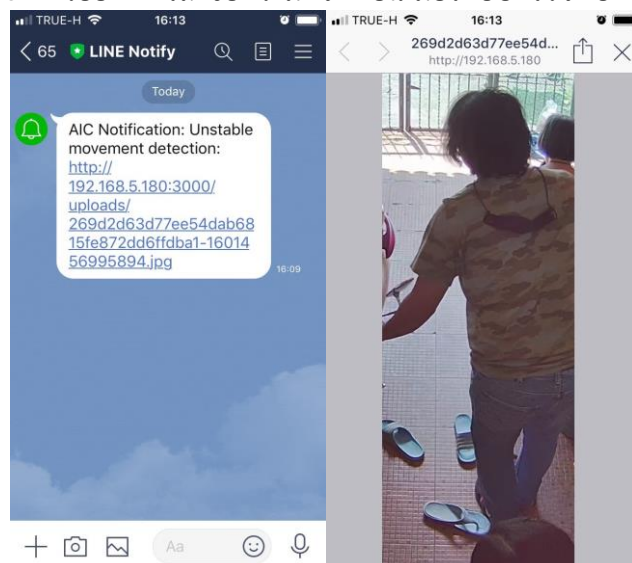 TRUE-H 16:13
65 LINE Notify
Today
AIC Notification: Unstable
movement detection:
http://
192.168.5.180:3000/
uploads/
269d2d63d77ee54dab68
15fe872dd6ffdba1-16014
56995894.jpg
16:09
Aa
TRUE-H 16:13
269d2d63d77ee54d...
http://192.168.5.180